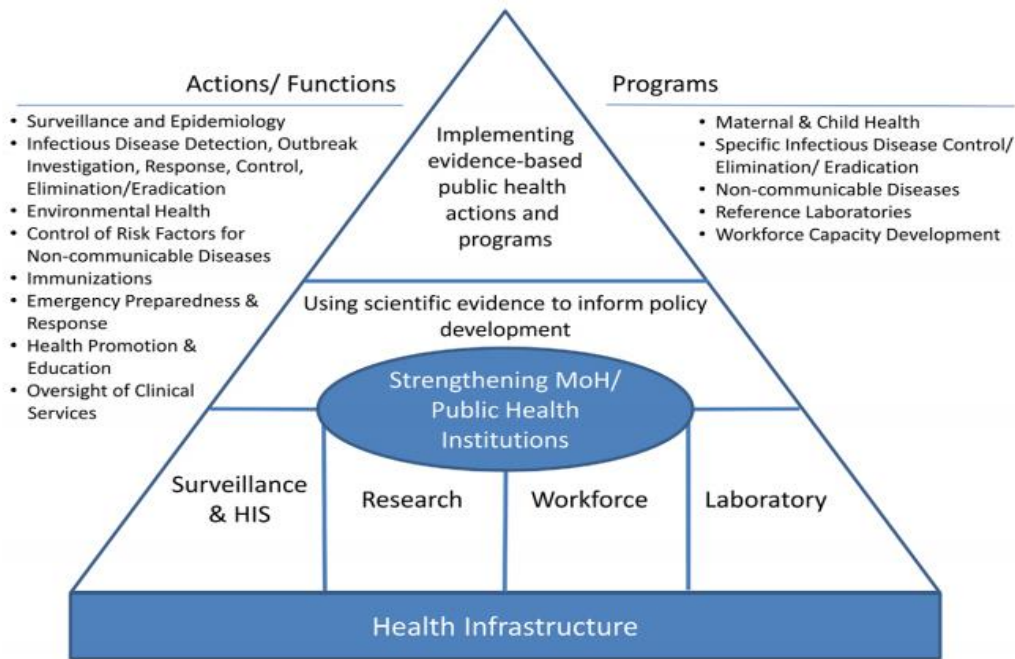 Actions/ Functions
• Surveillance and Epidemiology
• Infectious Disease Detection, Outbreak
Investigation, Response, Control,
Elimination/Eradication
• Environmental Health
• Control of Risk Factors for
Non-communicable Diseases
• Immunizations
• Emergency Preparedness &
Response
• Health Promotion &
Education
• Oversight of Clinical
Services
Implementing
evidence-based
public health
actions and
programs
Programs
• Maternal & Child Health
• Specific Infectious Disease Control/
Elimination/ Eradication
• Non-communicable Diseases
• Reference Laboratories
• Workforce Capacity Development
Using scientific evidence to inform policy
development
Strengthening MoH/
Public Health
Institutions
Surveillance
& HIS
Research
Workforce
Laboratory
Health Infrastructure